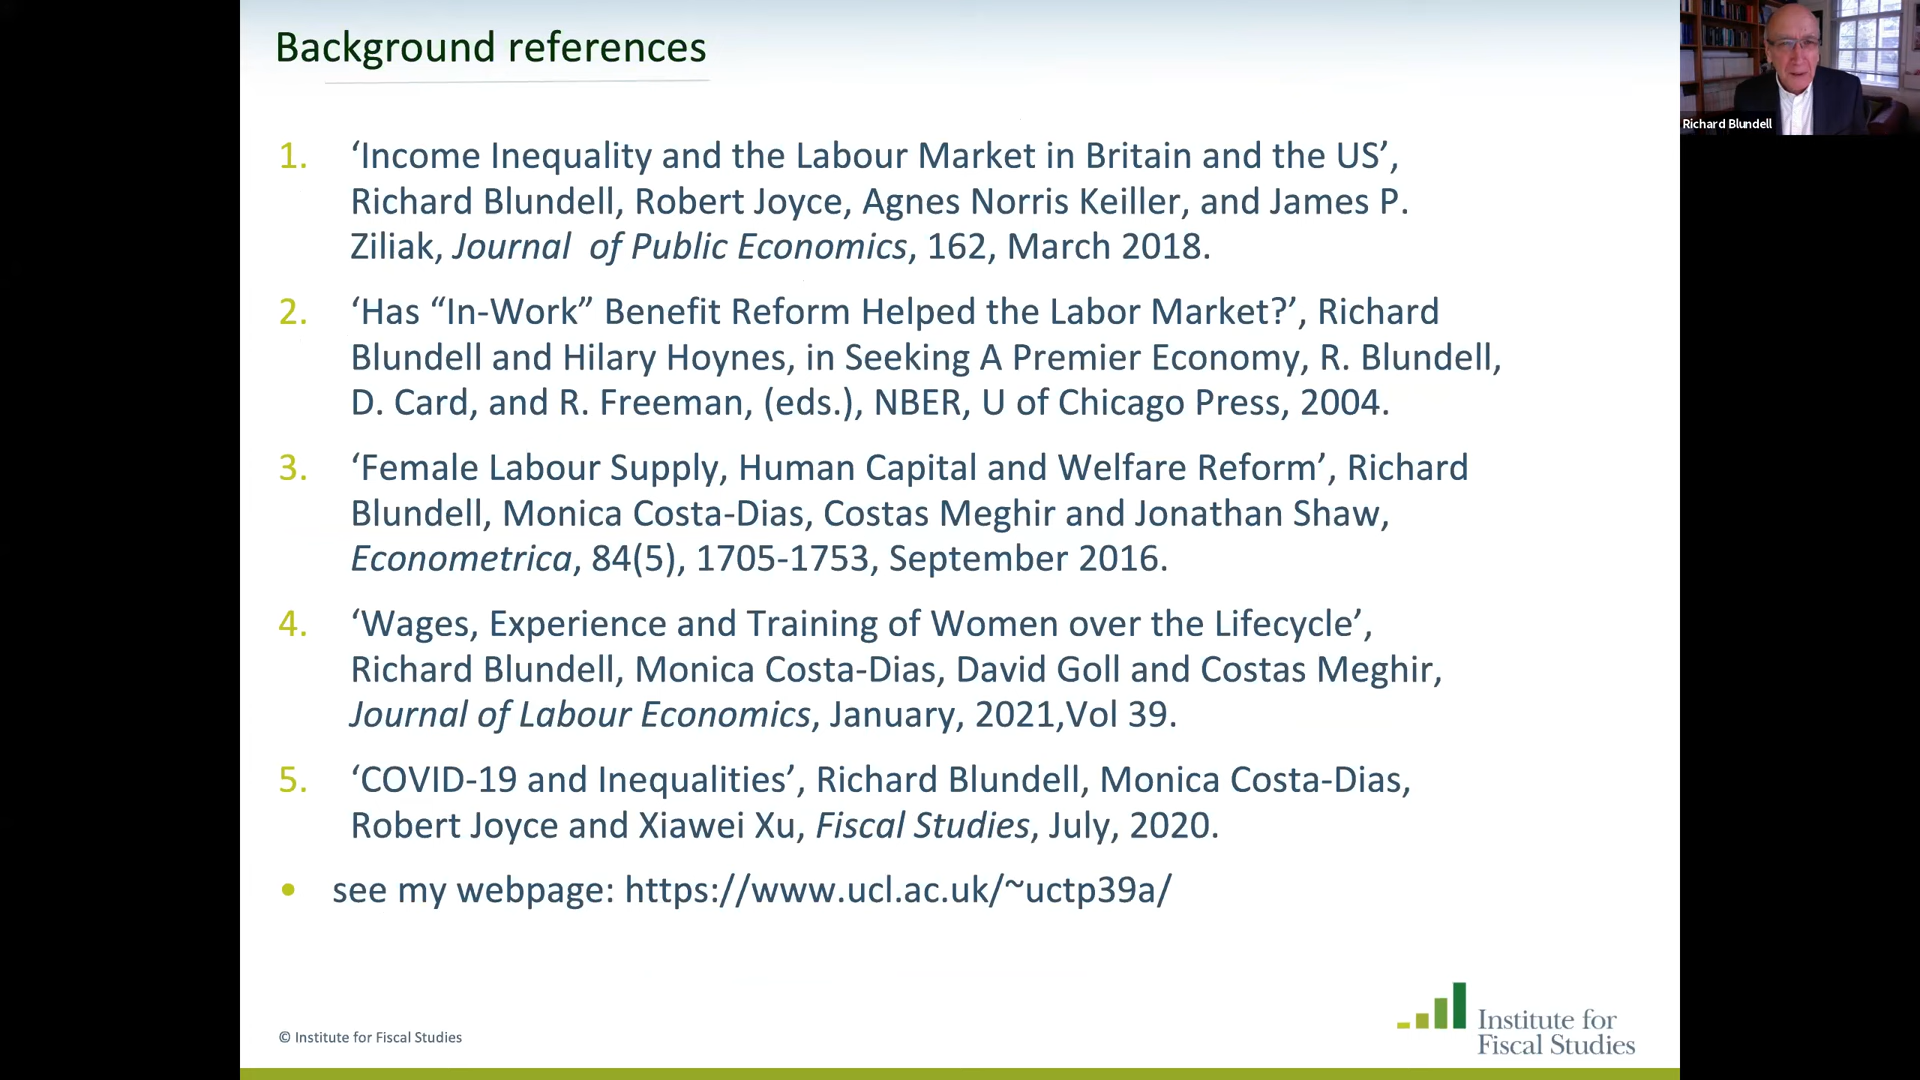 Background references
Richard Blundell
1. ‘Income Inequality and the Labour Market in Britain and the US’,
Richard Blundell, Robert Joyce, Agnes Norris Keiller, and James P.
Ziliak, Journal of Public Economics, 162, March 2018.
2. ‘Has “In-Work” Benefit Reform Helped the Labor Market?’, Richard
Blundell and Hilary Hoynes, in Seeking A Premier Economy, R. Blundell,
D. Card, and R. Freeman, (eds.), NBER, U of Chicago Press, 2004.
3. ‘Female Labour Supply, Human Capital and Welfare Reform’, Richard
Blundell, Monica Costa-Dias, Costas Meghir and Jonathan Shaw,
Econometrica, 84(5), 1705-1753, September 2016.
4. ‘Wages, Experience and Training of Women over the Lifecycle’,
Richard Blundell, Monica Costa-Dias, David Goll and Costas Meghir,
Journal of Labour Economics, January, 2021,Vol 39.
5. ‘COVID-19 and Inequalities’, Richard Blundell, Monica Costa-Dias,
Robert Joyce and Xiawei Xu, Fiscal Studies, July, 2020.
• see my webpage: https://www.ucl.ac.uk/~uctp39a/
© Institute for Fiscal Studies
Institute for
Fiscal Studies